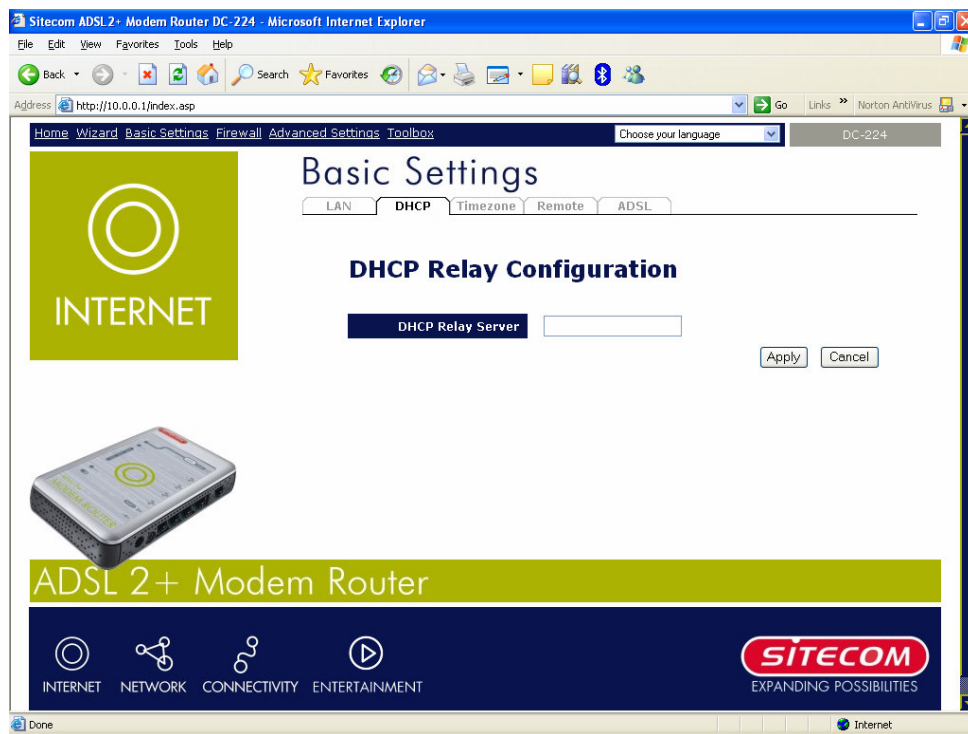 Sitecom ADSL2+ Modem Router DC-224 - Microsoft Internet Explorer
File Edit View Favorites Tools Help
Back Search Favorites
Address http://10.0.0.1/index.asp Go Links » Norton AntiVirus
Home Wizard Basic Settings Firewall Advanced Settings Toolbox Choose your language DC-224
Basic Settings
LAN DHCP Timezone Remote ADSL
INTERNET
DHCP Relay Configuration
DHCP Relay Server
Apply Cancel
ADSL 2+ Modem Router
INTERNET NETWORK CONNECTIVITY ENTERTAINMENT
SITECOM
EXPANDING POSSIBILITIES
Done Internet